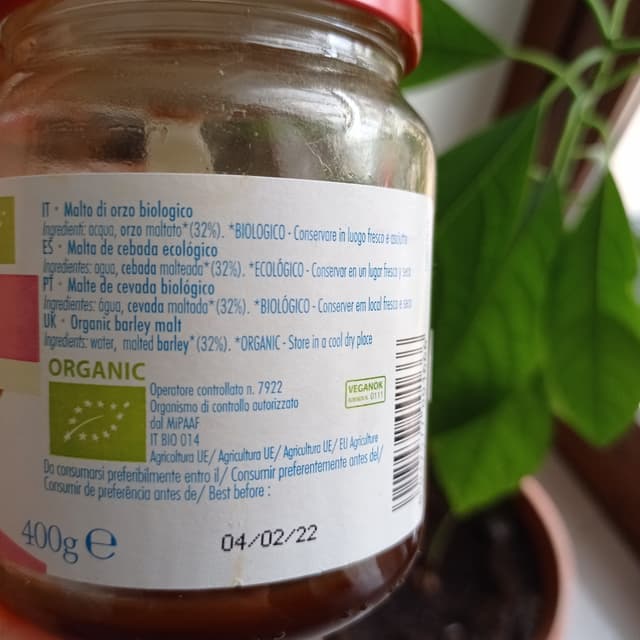 IT • Malto di orzo biologico
Ingredienti: acqua, orzo maltato*(32%). *BIOLOGICO - Conservare in luogo fresco e asciutto
ES • Malta de cebada ecológico
Ingredientes: agua, cebada malteada*(32%). *ECOLÓGICO - Conservar en un lugar fresco y seco
PT • Malte de cevada biológico
Ingredientes: água, cevada maltada*(32%). *BIOLÓGICO - Conservar em local fresco e seco
UK • Organic barley malt
Ingredients: water, malted barley*(32%). *ORGANIC - Store in a cool dry place
ORGANIC
Operatore controllato n. 7922
Organismo di controllo autorizzato
dal MiPAAF
IT BIO 014
Agricoltura UE/ Agricultura UE/ Agricultura UE/ EU Agriculture
VEGANOK
0111
Da consumarsi preferibilmente entro il/ Consumir preferentemente antes del/
Consumir de preferência antes de/ Best before :
400g e
04/02/22